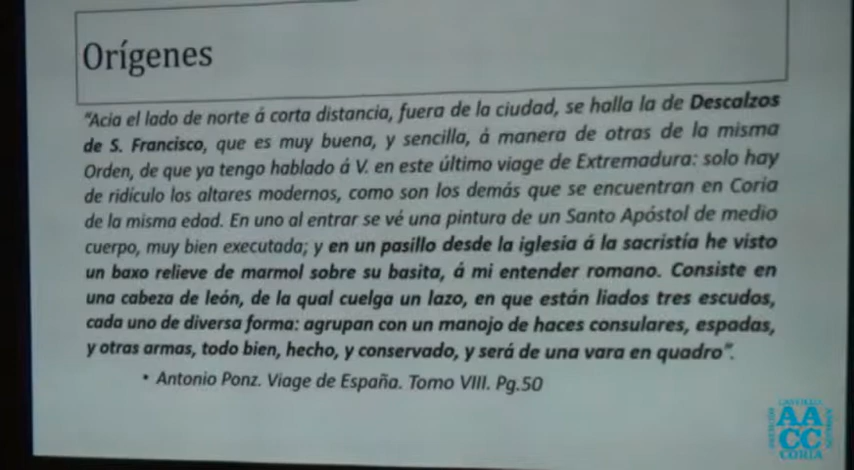 Orígenes
"Acia el lado de norte á corta distancia, fuera de la ciudad, se halla la de Descalzos
de S. Francisco, que es muy buena, y sencilla, á manera de otras de la misma
Orden, de que ya tengo hablado á V. en este último viage de Extremadura: solo hay
de ridículo los altares modernos, como son los demás que se encuentran en Coria
de la misma edad. En uno al entrar se vé una pintura de un Santo Apóstol de medio
cuerpo, muy bien executada; y en un pasillo desde la iglesia á la sacristía he visto
un baxo relieve de marmol sobre su basita, á mi entender romano. Consiste en
una cabeza de león, de la qual cuelga un lazo, en que están liados tres escudos,
cada uno de diversa forma: agrupan con un manojo de haces consulares, espadas,
y otras armas, todo bien, hecho, y conservado, y será de una vara en quadro".
• Antonio Ponz. Viage de España. Tomo VIII. Pg.50
AA
CC
CORIA